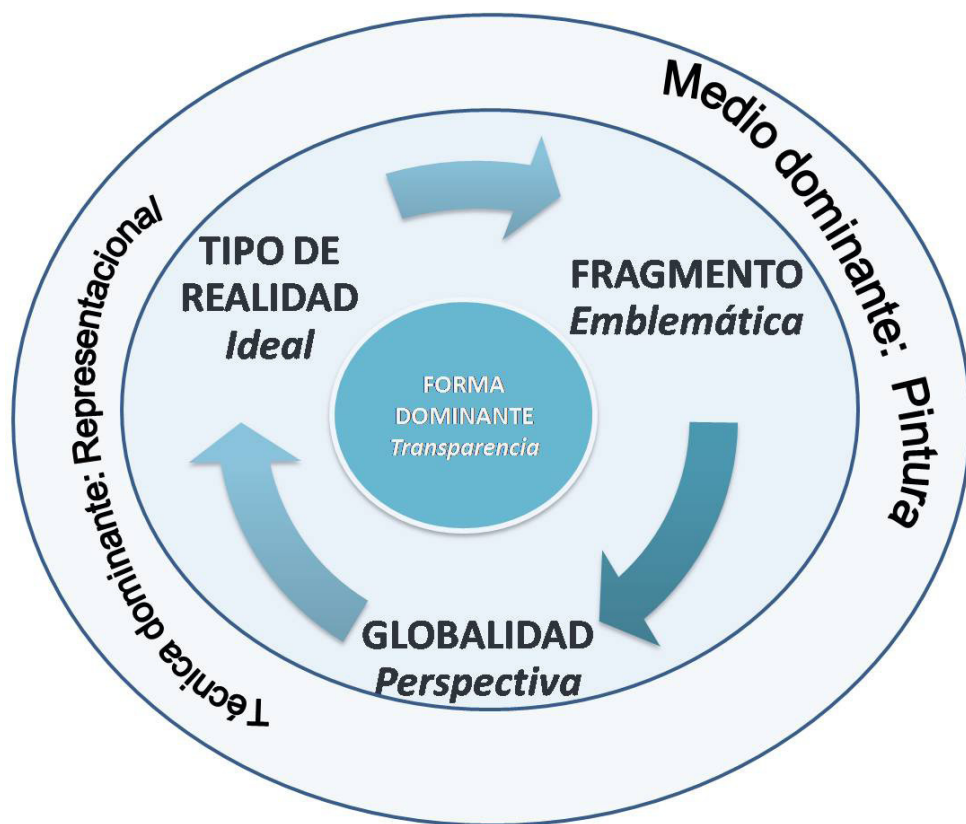 Medio dominante: Pintura
Técnica dominante: Representacional
TIPO DE
REALIDAD
Ideal
FRAGMENTO
Emblemática
FORMA
DOMINANTE
Transparencia
GLOBALIDAD
Perspectiva